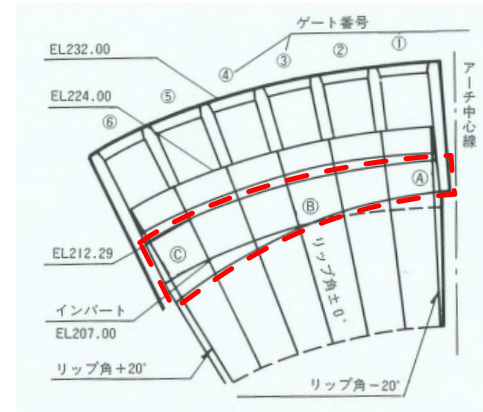 ゲート番号
EL232.00
①
②
③
④
アーチ中心線
EL224.00
⑤
⑥
Ⓐ
Ⓑ
Ⓒ
EL212.29
リップ角±0°
インバート
EL207.00
リップ角+20°
リップ角-20°